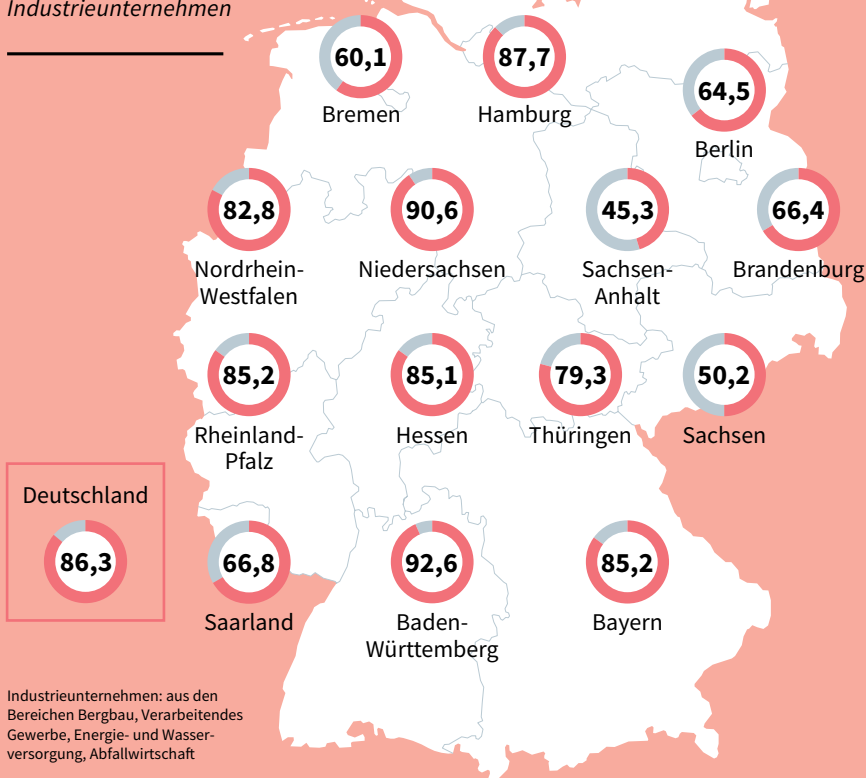 Industrieunternehmen
60,1
Bremen
87,7
Hamburg
64,5
Berlin
82,8
Nordrhein-
Westfalen
90,6
Niedersachsen
45,3
Sachsen-
Anhalt
66,4
Brandenburg
85,2
Rheinland-
Pfalz
85,1
Hessen
79,3
Thüringen
50,2
Sachsen
Deutschland
86,3
66,8
Saarland
92,6
Baden-
Württemberg
85,2
Bayern
Industrieunternehmen: aus den
Bereichen Bergbau, Verarbeitendes
Gewerbe, Energie- und Wasser-
versorgung, Abfallwirtschaft